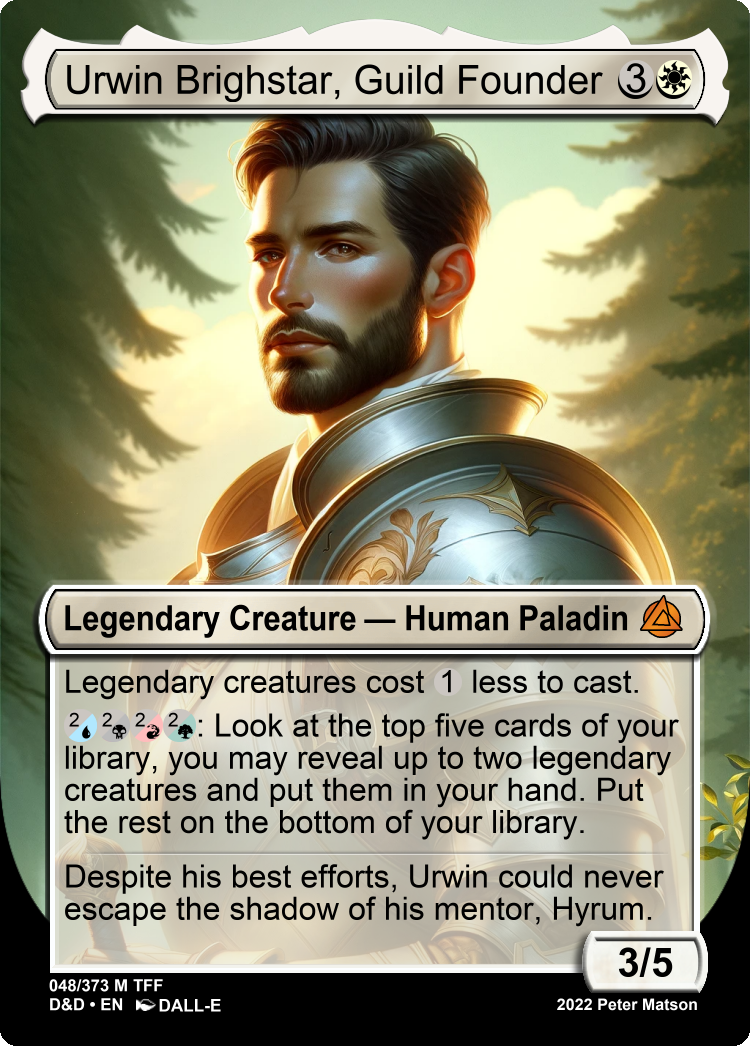 Urwin Brighstar, Guild Founder 3
Legendary Creature — Human Paladin
Legendary creatures cost 1 less to cast.
2 2 2 2: Look at the top five cards of your
library, you may reveal up to two legendary
creatures and put them in your hand. Put
the rest on the bottom of your library.
Despite his best efforts, Urwin could never
escape the shadow of his mentor, Hyrum.
3/5
048/373 M TFF
D&D • EN DALL-E
2022 Peter Matson